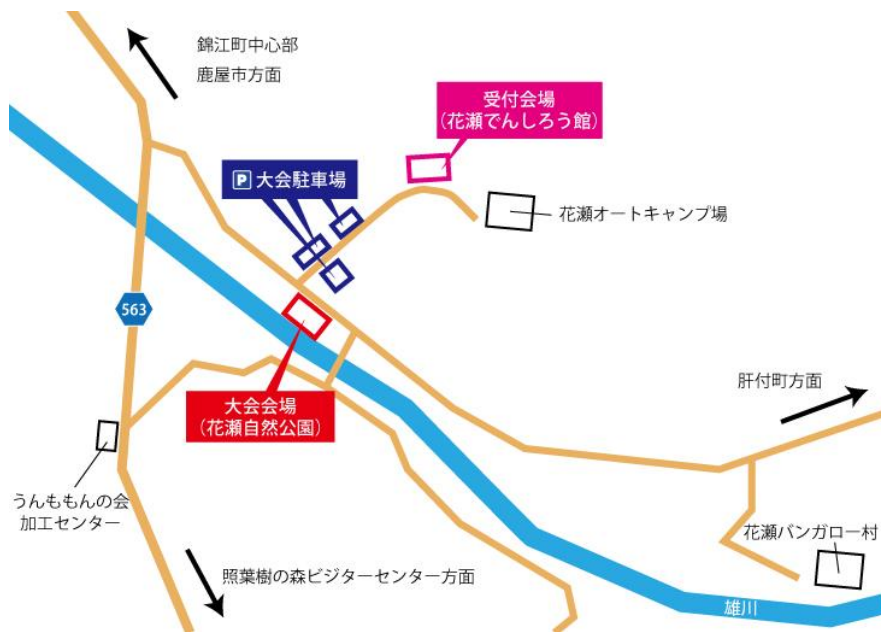 錦江町中心部
鹿屋市方面
受付会場
(花瀬でんしろう館)
P 大会駐車場
花瀬オートキャンプ場
563
肝付町方面
大会会場
(花瀬自然公園)
うんももんの会
加工センター
花瀬バンガロー村
照葉樹の森ビジターセンター方面
雄川